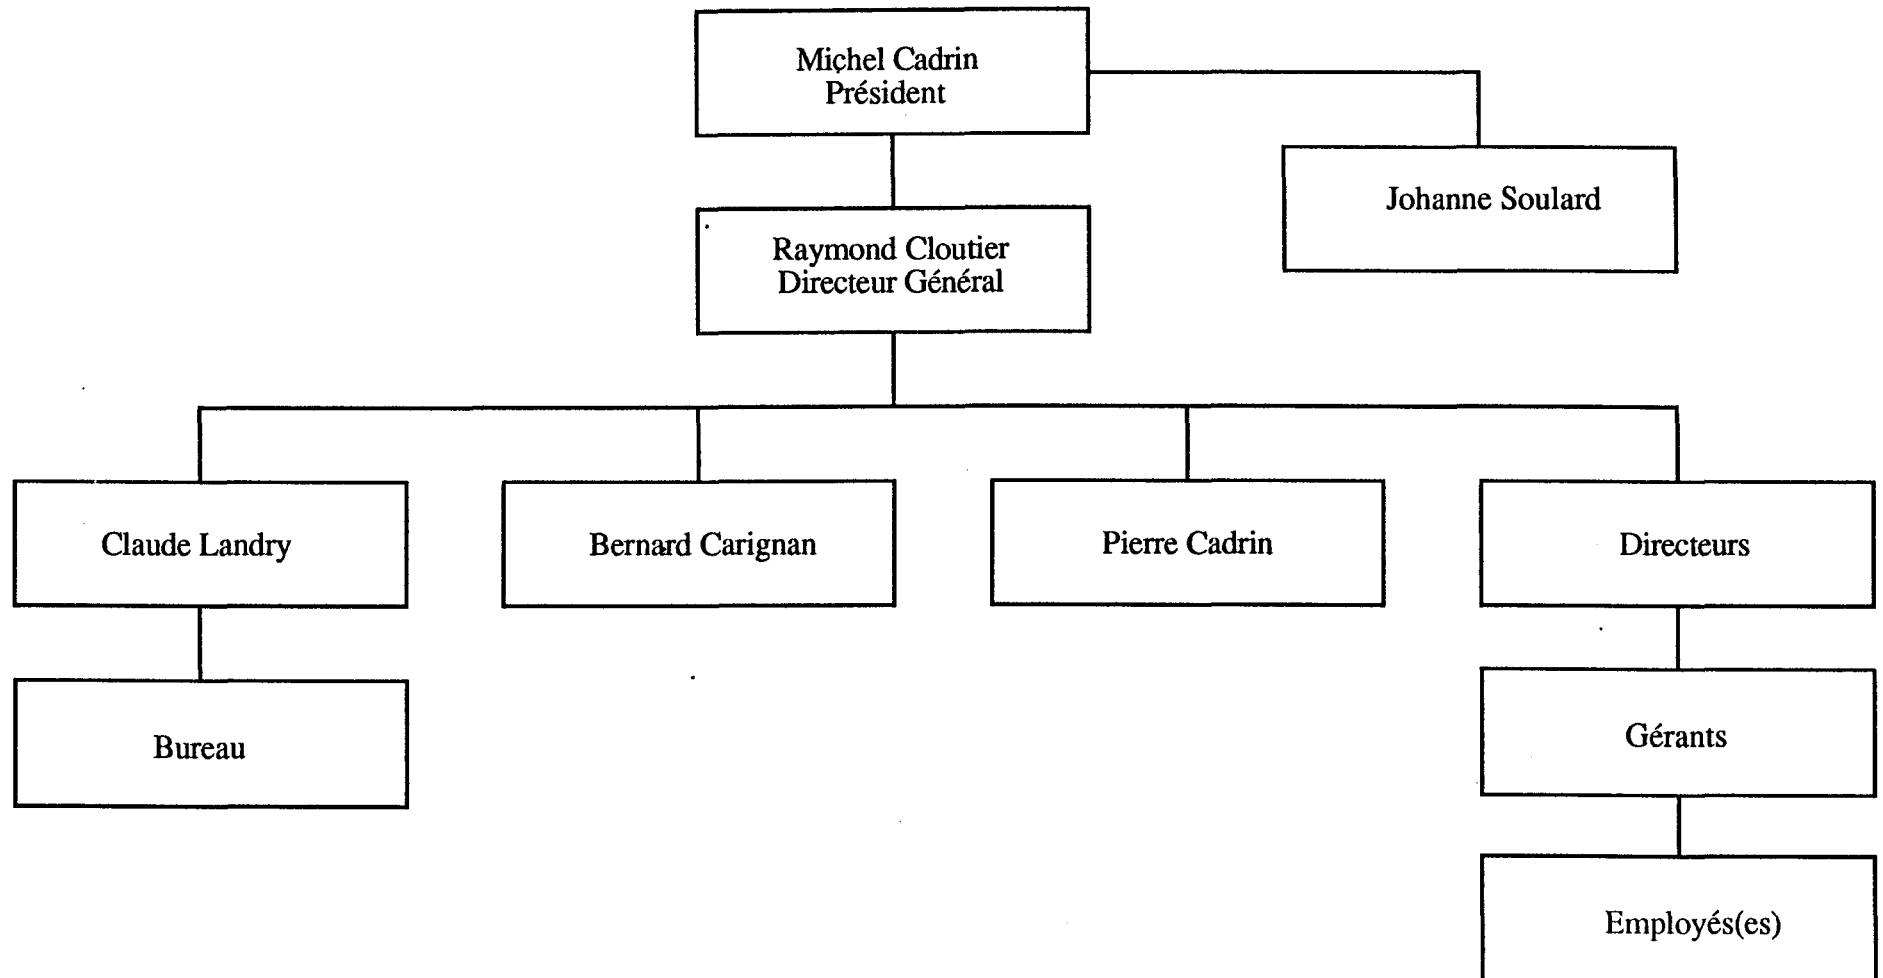 Michel Cadrin
Président
Johanne Soulard
Raymond Cloutier
Directeur Général
Claude Landry
Bernard Carignan
Pierre Cadrin
Directeurs
Bureau
Gérants
Employés(es)